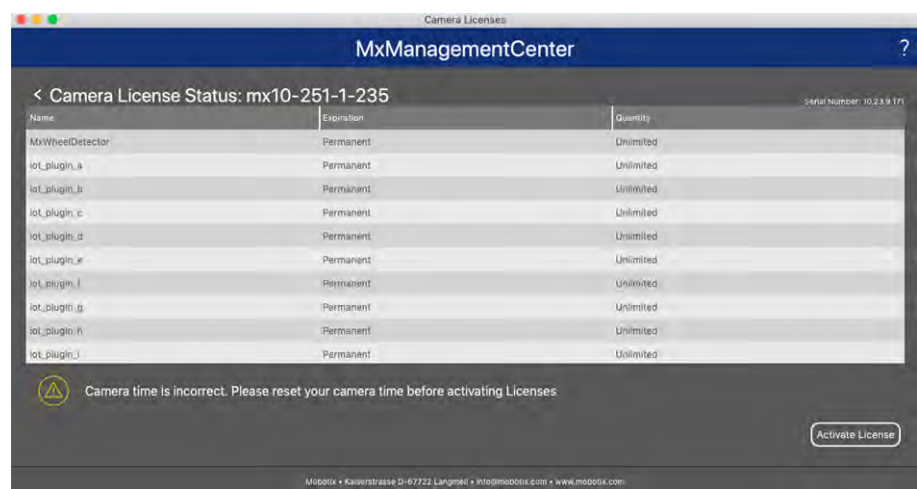 Camera Licenses
MxManagementCenter ?
< Camera License Status: mx10-251-1-235
Serial Number: 10.23.9.171
Name Expiration Quantity
MxWheelDetector Permanent Unlimited
iot_plugin_a Permanent Unlimited
iot_plugin_b Permanent Unlimited
iot_plugin_c Permanent Unlimited
iot_plugin_d Permanent Unlimited
iot_plugin_e Permanent Unlimited
iot_plugin_f Permanent Unlimited
iot_plugin_g Permanent Unlimited
iot_plugin_h Permanent Unlimited
iot_plugin_i Permanent Unlimited
Camera time is incorrect. Please reset your camera time before activating Licenses
Activate License
Mobotix • Kaiserstrasse D-67722 Langmeil • info@mobotix.com • www.mobotix.com